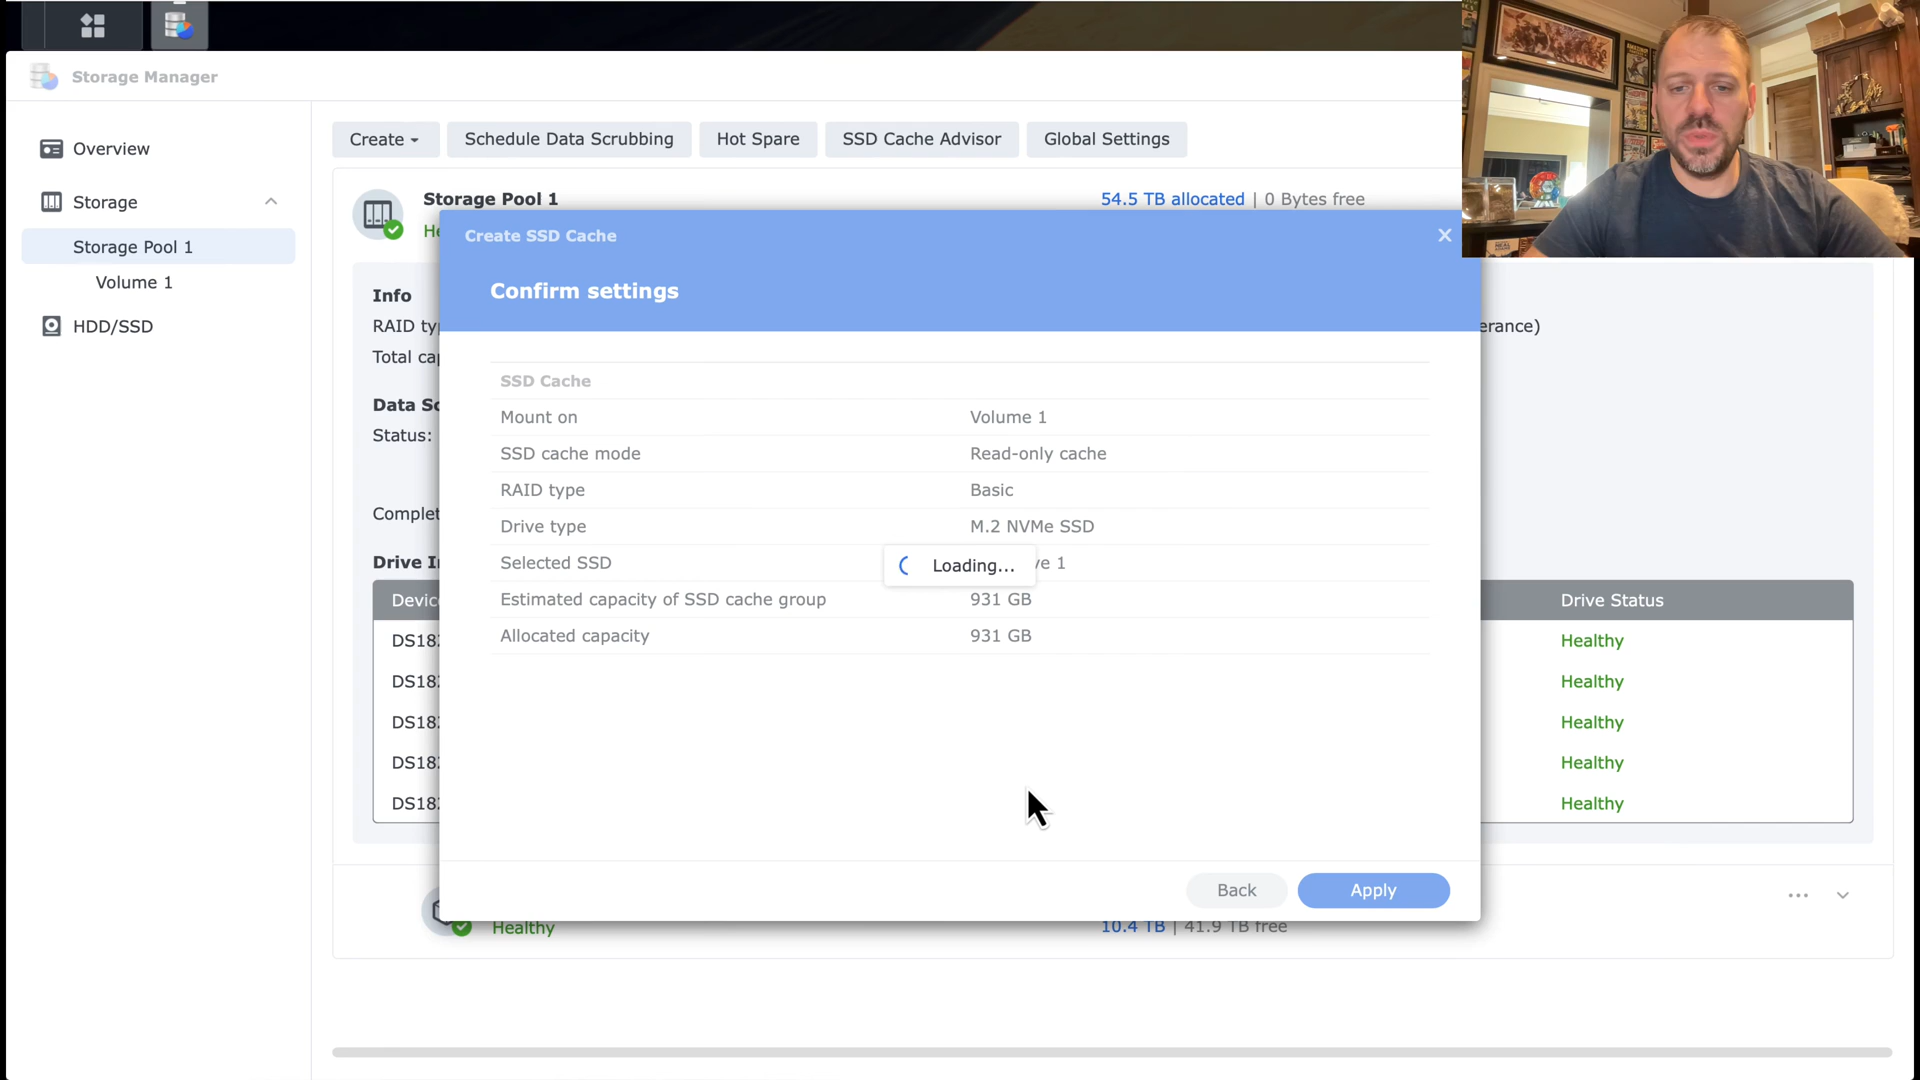 Storage Manager
Overview
Storage
Storage Pool 1
Volume 1
HDD/SSD
Create
Schedule Data Scrubbing
Hot Spare
SSD Cache Advisor
Global Settings
Storage Pool 1
54.5 TB allocated | 0 Bytes free
Create SSD Cache
Confirm settings
Info
RAID
erance)
Total
SSD Cache
Mount on Volume 1
SSD cache mode Read-only cache
RAID type Basic
Drive type M.2 NVMe SSD
Selected SSD 1
Loading...
Estimated capacity of SSD cache group 931 GB
Allocated capacity 931 GB
Data
Status:
Complet
Drive
Devic
Drive Status
DS18 Healthy
DS18 Healthy
DS18 Healthy
DS18 Healthy
DS18 Healthy
Back
Apply
Healthy
10.4 TB | 41.9 TB free